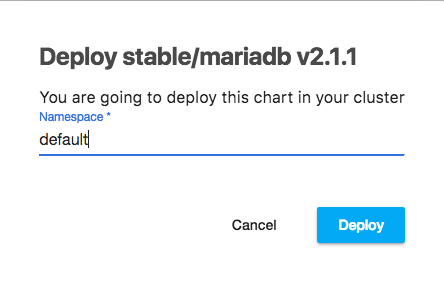 Deploy stable/mariadb v2.1.1
You are going to deploy this chart in your cluster
Namespace *
default
Cancel Deploy